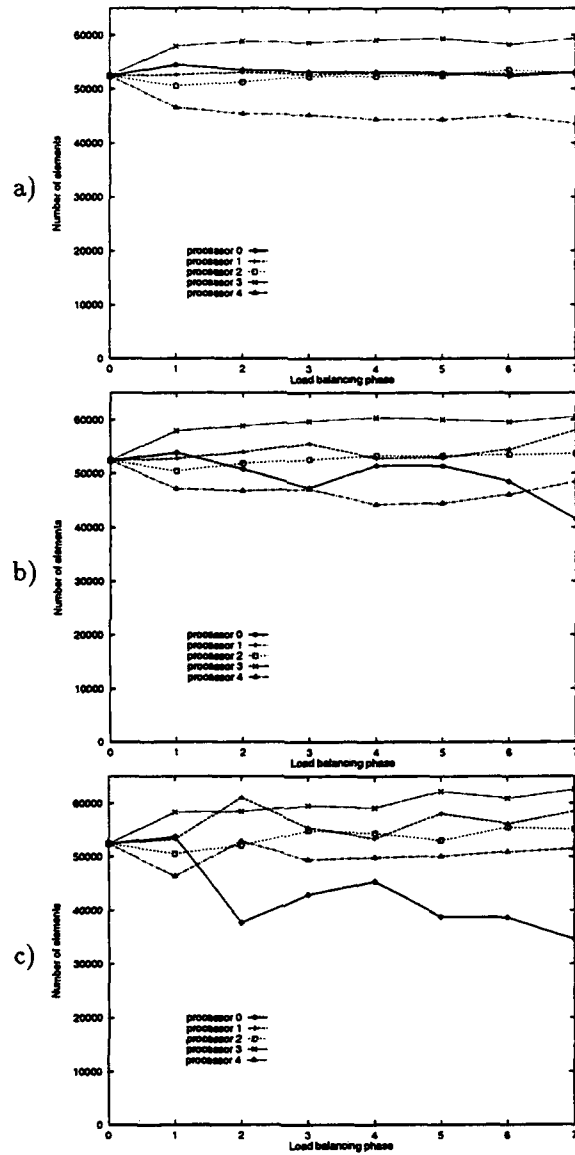 a)
Number of elements
60000
50000
40000
30000
20000
10000
0
processor 0
processor 1
processor 2
processor 3
processor 4
0 1 2 3 4 5 6 7
Load balancing phase
b)
Number of elements
60000
50000
40000
30000
20000
10000
0
processor 0
processor 1
processor 2
processor 3
processor 4
0 1 2 3 4 5 6 7
Load balancing phase
c)
Number of elements
60000
50000
40000
30000
20000
10000
0
processor 0
processor 1
processor 2
processor 3
processor 4
0 1 2 3 4 5 6 7
Load balancing phase